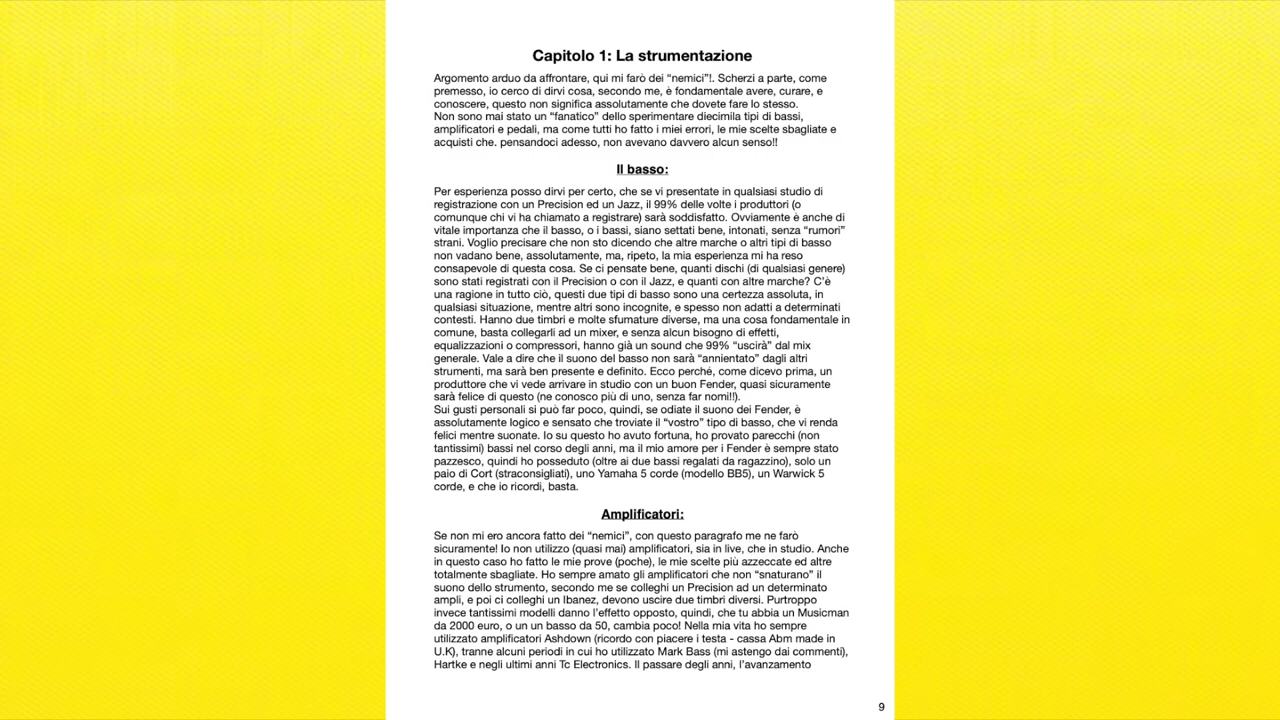 Capitolo 1: La strumentazione
Argomento arduo da affrontare, qui mi farò dei “nemici”!. Scherzi a parte, come
premesso, io cerco di dirvi cosa, secondo me, è fondamentale avere, curare, e
conoscere, questo non significa assolutamente che dovete fare lo stesso.
Non sono mai stato un “fanatico” dello sperimentare diecimila tipi di bassi,
amplificatori e pedali, ma come tutti ho fatto i miei errori, le mie scelte sbagliate e
acquisti che. pensandoci adesso, non avevano davvero alcun senso!!
Il basso:
Per esperienza posso dirvi per certo, che se vi presentate in qualsiasi studio di
registrazione con un Precision ed un Jazz, il 99% delle volte i produttori (o
comunque chi vi ha chiamato a registrare) sarà soddisfatto. Ovviamente è anche di
vitale importanza che il basso, o i bassi, siano settati bene, intonati, senza “rumori”
strani. Voglio precisare che non sto dicendo che altre marche o altri tipi di basso
non vadano bene, assolutamente, ma, ripeto, la mia esperienza mi ha reso
consapevole di questa cosa. Se ci pensate bene, quanti dischi (di qualsiasi genere)
sono stati registrati con il Precision o con il Jazz, e quanti con altre marche? C’è
una ragione in tutto ciò, questi due tipi di basso sono una certezza assoluta, in
qualsiasi situazione, mentre altri sono incognite, e spesso non adatti a determinati
contesti. Hanno due timbri e molte sfumature diverse, ma una cosa fondamentale in
comune, basta collegarli ad un mixer, e senza alcun bisogno di effetti,
equalizzazioni o compressori, hanno già un sound che 99% “uscirà” dal mix
generale. Vale a dire che il suono del basso non sarà “annientato” dagli altri
strumenti, ma sarà ben presente e definito. Ecco perché, come dicevo prima, un
produttore che vi vede arrivare in studio con un buon Fender, quasi sicuramente
sarà felice di questo (ne conosco più di uno, senza far nomi!!).
Sui gusti personali si può far poco, quindi, se odiate il suono dei Fender, è
assolutamente logico e sensato che troviate il “vostro” tipo di basso, che vi renda
felici mentre suonate. Io su questo ho avuto fortuna, ho provato parecchi (non
tantissimi) bassi nel corso degli anni, ma il mio amore per i Fender è sempre stato
pazzesco, quindi ho posseduto (oltre ai due bassi regalati da ragazzino), solo un
paio di Cort (straconsigliati), uno Yamaha 5 corde (modello BB5), un Warwick 5
corde, e che io ricordi, basta.
Amplificatori:
Se non mi ero ancora fatto dei “nemici”, con questo paragrafo me ne farò
sicuramente! Io non utilizzo (quasi mai) amplificatori, sia in live, che in studio. Anche
in questo caso ho fatto le mie prove (poche), le mie scelte più azzeccate ed altre
totalmente sbagliate. Ho sempre amato gli amplificatori che non “snaturano” il
suono dello strumento, secondo me se colleghi un Precision ad un determinato
ampli, e poi ci colleghi un Ibanez, devono uscire due timbri diversi. Purtroppo
invece tantissimi modelli danno l’effetto opposto, quindi, che tu abbia un Musicman
da 2000 euro, o un un basso da 50, cambia poco! Nella mia vita ho sempre
utilizzato amplificatori Ashdown (ricordo con piacere i testa - cassa Abm made in
U.K), tranne alcuni periodi in cui ho utilizzato Mark Bass (mi astengo dai commenti),
Hartke e negli ultimi anni Tc Electronics. Il passare degli anni, l’avanzamento
9